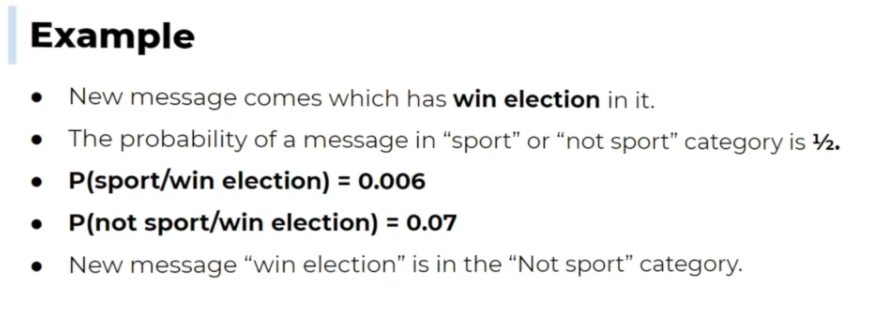 Example
● New message comes which has win election in it.
● The probability of a message in “sport” or “not sport” category is ½.
● P(sport/win election) = 0.006
● P(not sport/win election) = 0.07
● New message “win election” is in the “Not sport” category.